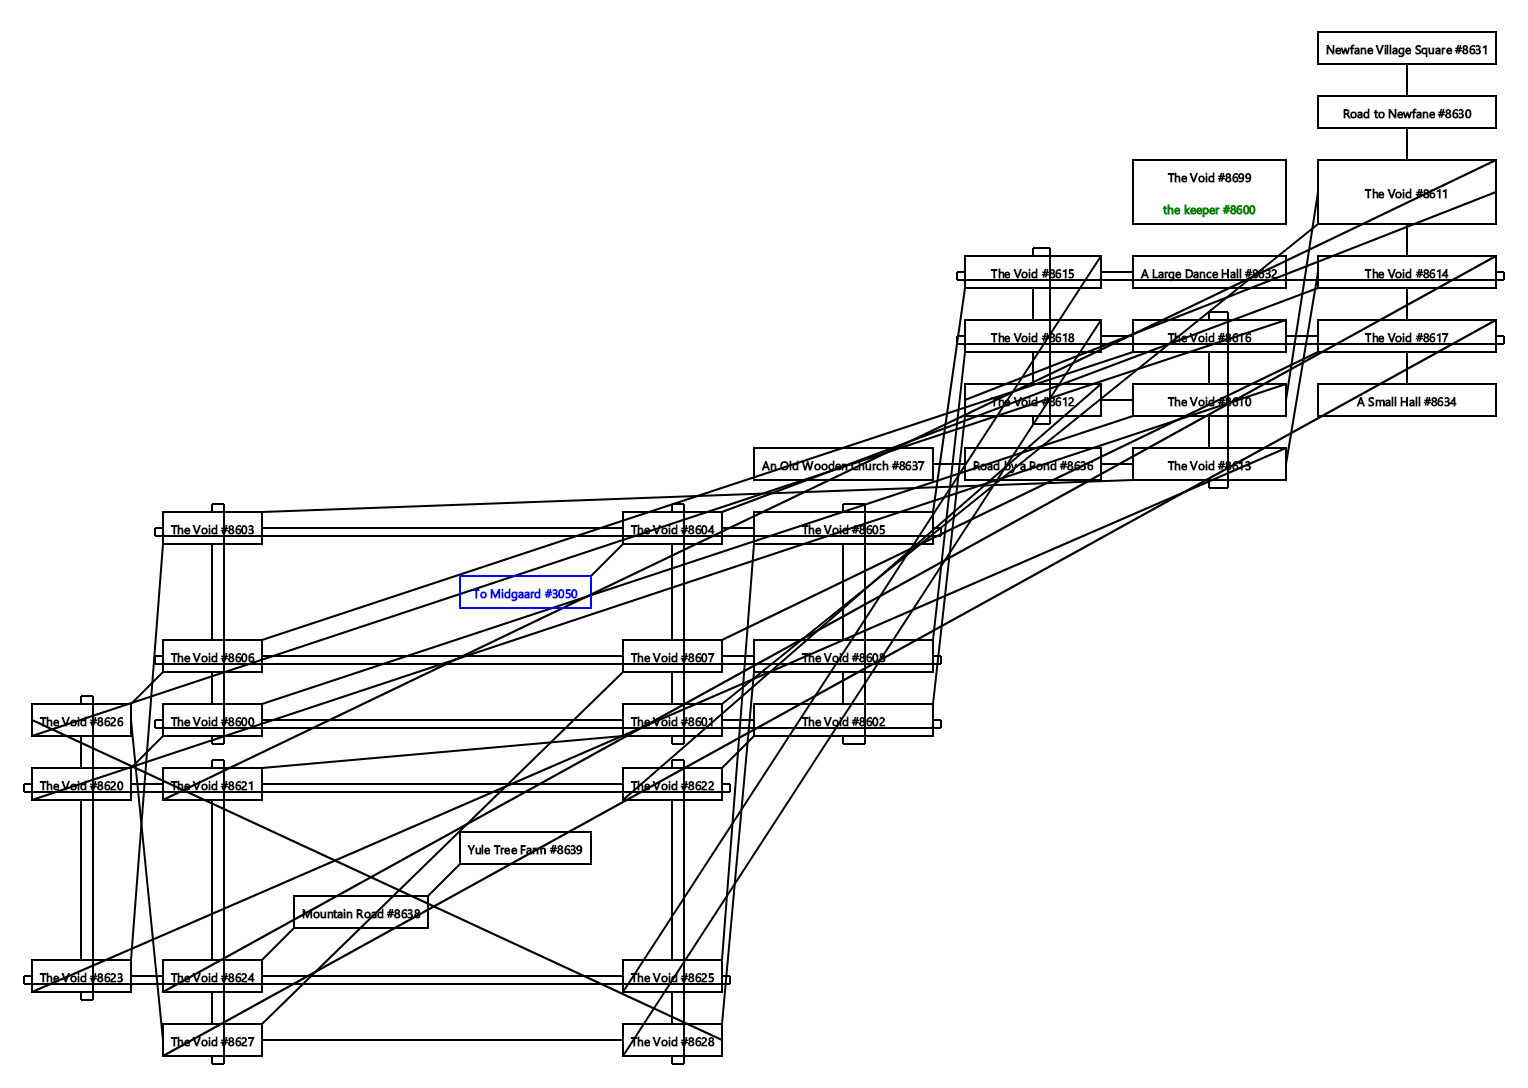 Newfane Village Square #8631
Road to Newfane #8630
The Void #8699
the keeper #8600
The Void #8611
The Void #8615
A Large Dance Hall #8632
The Void #8614
The Void #8618
The Void #8616
The Void #8617
The Void #8612
The Void #8610
A Small Hall #8634
An Old Wooden Church #8637
Road by a Pond #8636
The Void #8613
The Void #8603
The Void #8604
The Void #8605
To Midgaard #3050
The Void #8606
The Void #8607
The Void #8608
The Void #8626
The Void #8600
The Void #8601
The Void #8602
The Void #8620
The Void #8621
The Void #8622
Yule Tree Farm #8639
Mountain Road #8638
The Void #8623
The Void #8624
The Void #8625
The Void #8627
The Void #8628